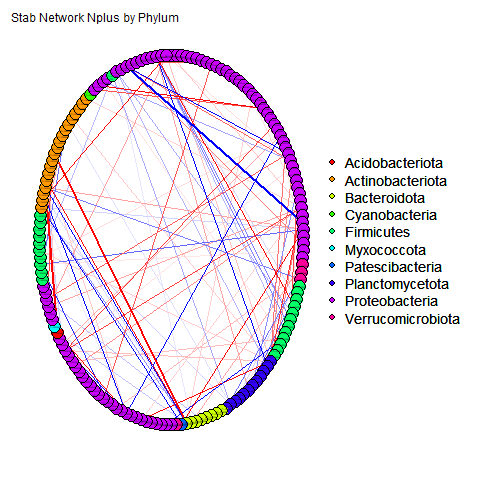 Stab Network Nplus by Phylum
Acidobacteriota
Actinobacteriota
Bacteroidota
Cyanobacteria
Firmicutes
Myxococcota
Patescibacteria
Planctomycetota
Proteobacteria
Verrucomicrobiota